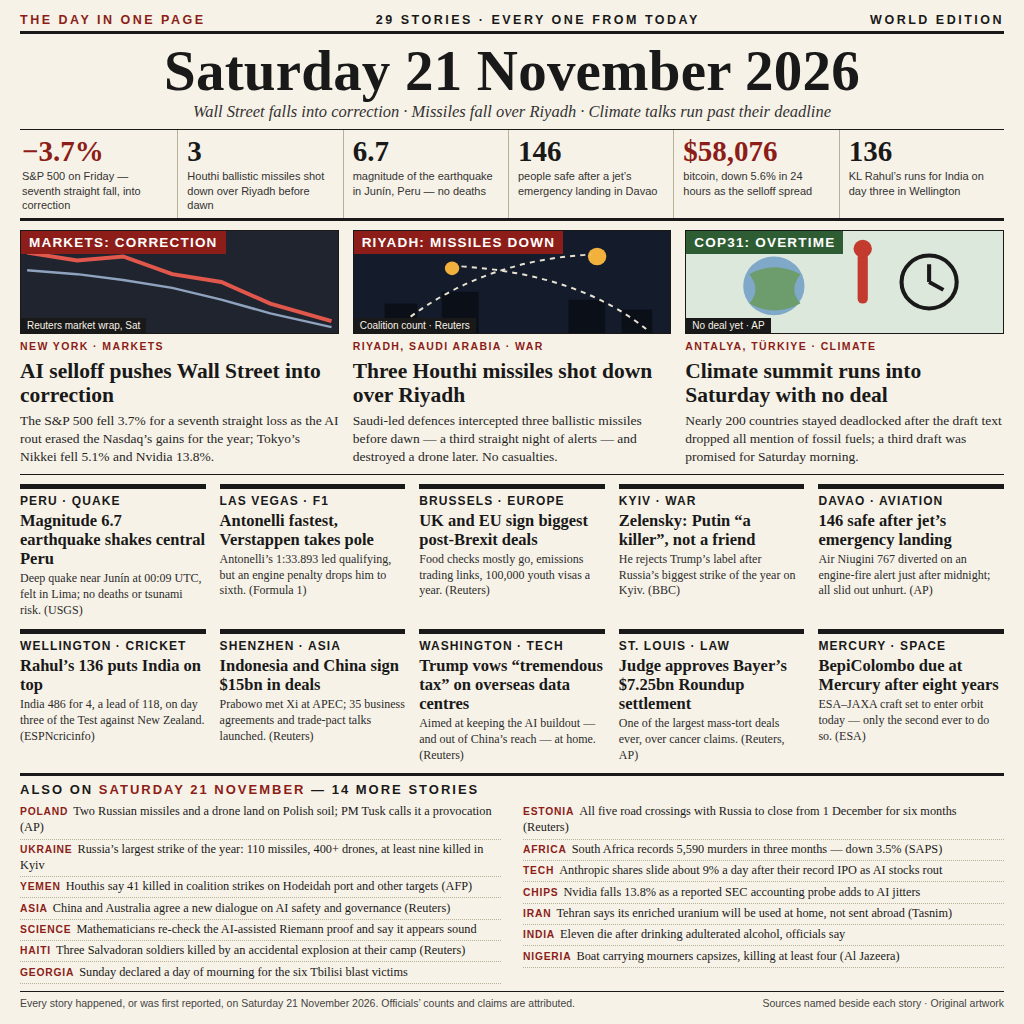 THE DAY IN ONE PAGE
29 STORIES · EVERY ONE FROM TODAY
WORLD EDITION
Saturday 21 November 2026
Wall Street falls into correction · Missiles fall over Riyadh · Climate talks run past their deadline
−3.7%
S&P 500 on Friday —
seventh straight fall, into
correction
3
Houthi ballistic missiles shot
down over Riyadh before
dawn
6.7
magnitude of the earthquake
in Junín, Peru — no deaths
146
people safe after a jet’s
emergency landing in Davao
$58,076
bitcoin, down 5.6% in 24
hours as the selloff spread
136
KL Rahul’s runs for India on
day three in Wellington
MARKETS: CORRECTION
Reuters market wrap, Sat
NEW YORK · MARKETS
AI selloff pushes Wall Street into
correction
The S&P 500 fell 3.7% for a seventh straight loss as the AI
rout erased the Nasdaq’s gains for the year; Tokyo’s
Nikkei fell 5.1% and Nvidia 13.8%.
RIYADH: MISSILES DOWN
Coalition count · Reuters
RIYADH, SAUDI ARABIA · WAR
Three Houthi missiles shot down
over Riyadh
Saudi-led defences intercepted three ballistic missiles
before dawn — a third straight night of alerts — and
destroyed a drone later. No casualties.
COP31: OVERTIME
No deal yet · AP
ANTALYA, TÜRKIYE · CLIMATE
Climate summit runs into
Saturday with no deal
Nearly 200 countries stayed deadlocked after the draft text
dropped all mention of fossil fuels; a third draft was
promised for Saturday morning.
PERU · QUAKE
Magnitude 6.7
earthquake shakes central
Peru
Deep quake near Junín at 00:09 UTC,
felt in Lima; no deaths or tsunami
risk. (USGS)
LAS VEGAS · F1
Antonelli fastest,
Verstappen takes pole
Antonelli’s 1:33.893 led qualifying,
but an engine penalty drops him to
sixth. (Formula 1)
BRUSSELS · EUROPE
UK and EU sign biggest
post-Brexit deals
Food checks mostly go, emissions
trading links, 100,000 youth visas a
year. (Reuters)
KYIV · WAR
Zelensky: Putin “a
killer”, not a friend
He rejects Trump’s label after
Russia’s biggest strike of the year on
Kyiv. (BBC)
DAVAO · AVIATION
146 safe after jet’s
emergency landing
Air Niugini 767 diverted on an
engine-fire alert just after midnight;
all slid out unhurt. (AP)
WELLINGTON · CRICKET
Rahul’s 136 puts India on
top
India 486 for 4, a lead of 118, on day
three of the Test against New Zealand.
(ESPNcricinfo)
SHENZHEN · ASIA
Indonesia and China sign
$15bn in deals
Prabowo met Xi at APEC; 35 business
agreements and trade-pact talks
launched. (Reuters)
WASHINGTON · TECH
Trump vows “tremendous
tax” on overseas data
centres
Aimed at keeping the AI buildout —
and out of China’s reach — at home.
(Reuters)
ST. LOUIS · LAW
Judge approves Bayer’s
$7.25bn Roundup
settlement
One of the largest mass-tort deals
ever, over cancer claims. (Reuters,
AP)
MERCURY · SPACE
BepiColombo due at
Mercury after eight years
ESA–JAXA craft set to enter orbit
today — only the second ever to do
so. (ESA)
ALSO ON SATURDAY 21 NOVEMBER — 14 MORE STORIES
POLAND Two Russian missiles and a drone land on Polish soil; PM Tusk calls it a provocation
(AP)
UKRAINE Russia’s largest strike of the year: 110 missiles, 400+ drones, at least nine killed in
Kyiv
YEMEN Houthis say 41 killed in coalition strikes on Hodeidah port and other targets (AFP)
ASIA China and Australia agree a new dialogue on AI safety and governance (Reuters)
SCIENCE Mathematicians re-check the AI-assisted Riemann proof and say it appears sound
HAITI Three Salvadoran soldiers killed by an accidental explosion at their camp (Reuters)
GEORGIA Sunday declared a day of mourning for the six Tbilisi blast victims
ESTONIA All five road crossings with Russia to close from 1 December for six months
(Reuters)
AFRICA South Africa records 5,590 murders in three months — down 3.5% (SAPS)
TECH Anthropic shares slide about 9% a day after their record IPO as AI stocks rout
CHIPS Nvidia falls 13.8% as a reported SEC accounting probe adds to AI jitters
IRAN Tehran says its enriched uranium will be used at home, not sent abroad (Tasnim)
INDIA Eleven die after drinking adulterated alcohol, officials say
NIGERIA Boat carrying mourners capsizes, killing at least four (Al Jazeera)
Every story happened, or was first reported, on Saturday 21 November 2026. Officials’ counts and claims are attributed.
Sources named beside each story · Original artwork